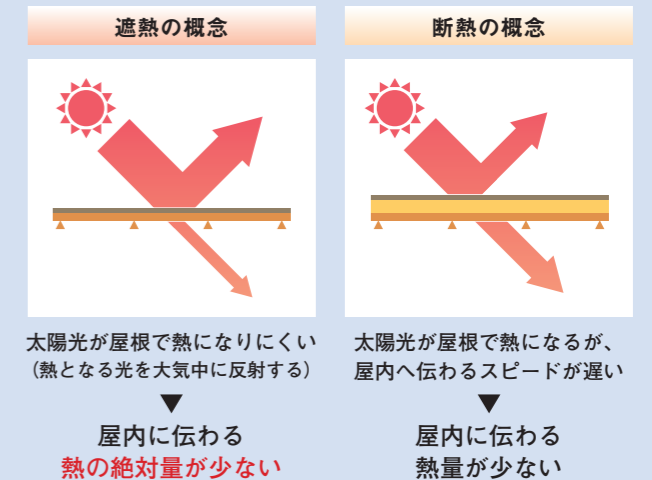 遮熱の概念
太陽光が屋根で熱になりにくい
（熱となる光を大気中に反射する）
▼
屋内に伝わる
熱の絶対量が少ない
断熱の概念
太陽光が屋根で熱になるが、
屋内へ伝わるスピードが遅い
▼
屋内に伝わる
熱量が少ない